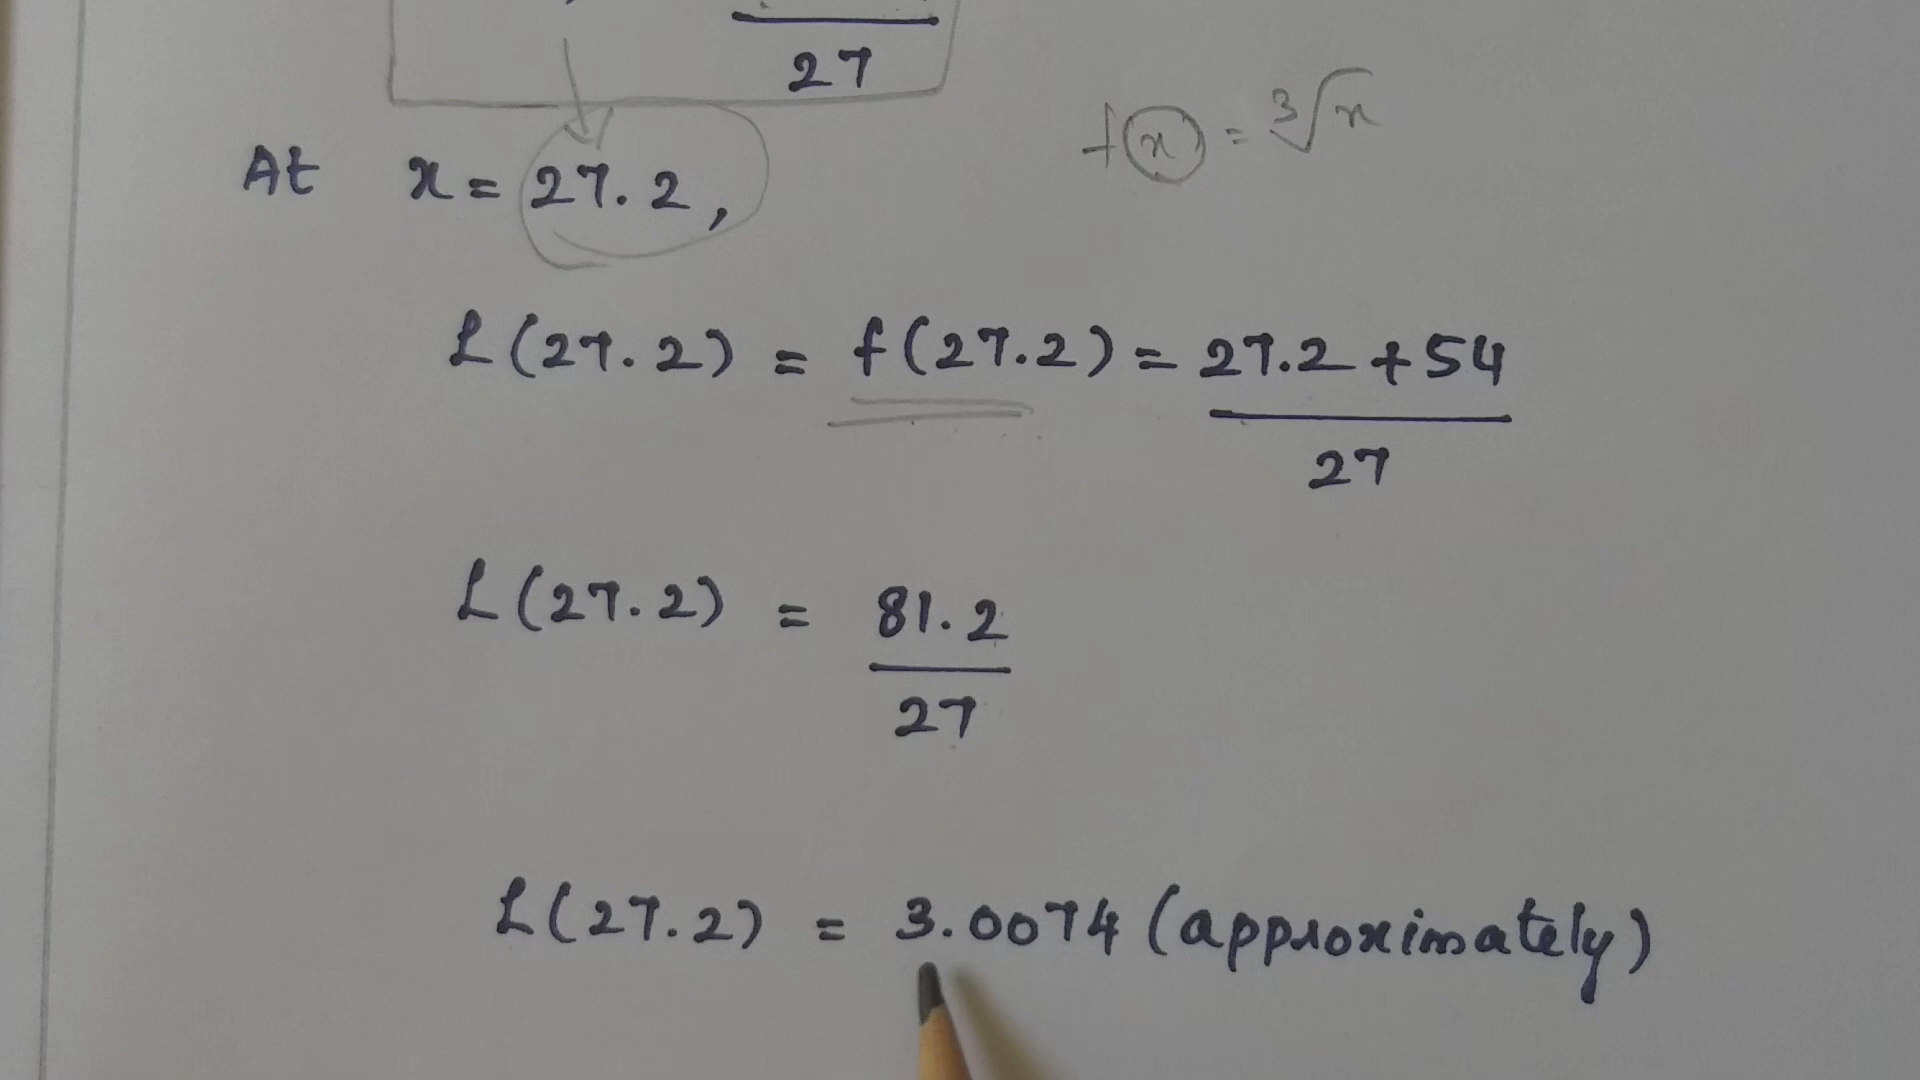 27
f(x) = ∛x
At x = 27.2,
L(27.2) = f(27.2) = 27.2 + 54
27
L(27.2) = 81.2
27
L(27.2) = 3.0074 (approximately)